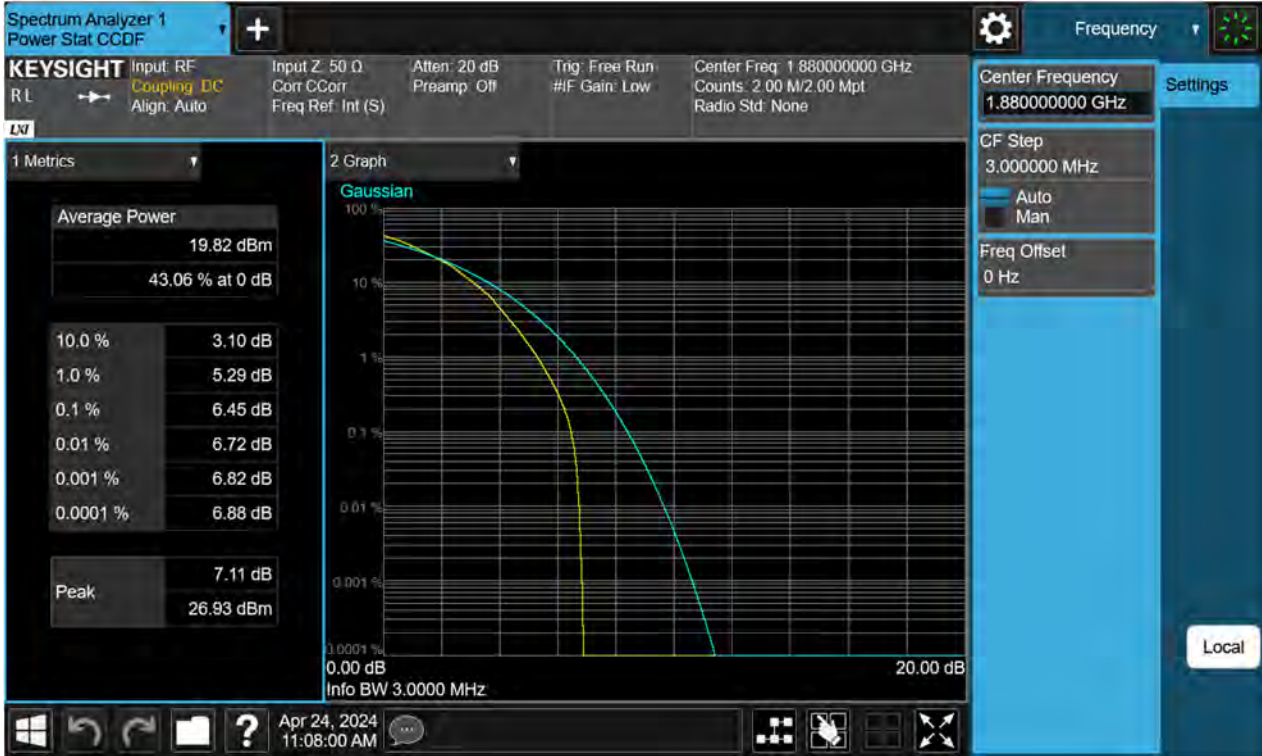 Spectrum Analyzer 1
Power Stat CCDF
+
Frequency
KEYSIGHT
R L
LXI
Input: RF
Coupling: DC
Align: Auto
Input Z: 50 Ω
Corr CCorr
Freq Ref: Int (S)
Atten: 20 dB
Preamp: Off
Trig: Free Run
#IF Gain: Low
Center Freq: 1.880000000 GHz
Counts: 2.00 M/2.00 Mpt
Radio Std: None
Center Frequency
1.880000000 GHz
Settings
CF Step
3.000000 MHz
Auto
Man
Freq Offset
0 Hz
1 Metrics
Average Power
19.82 dBm
43.06 % at 0 dB
10.0 % 3.10 dB
1.0 % 5.29 dB
0.1 % 6.45 dB
0.01 % 6.72 dB
0.001 % 6.82 dB
0.0001 % 6.88 dB
Peak
7.11 dB
26.93 dBm
2 Graph
Gaussian
100 %
10 %
1 %
0.1 %
0.01 %
0.001 %
0.0001 %
0.00 dB 20.00 dB
Info BW 3.0000 MHz
Local
?
Apr 24, 2024
11:08:00 AM